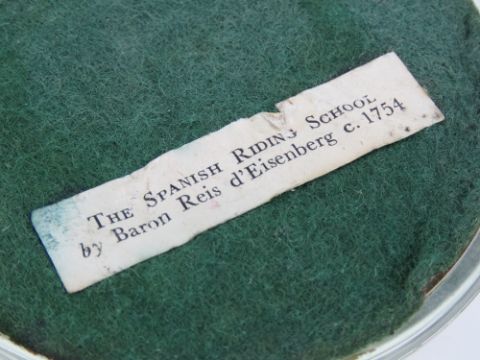 The Spanish Riding School
by Baron Reis d'Eisenberg c. 1754